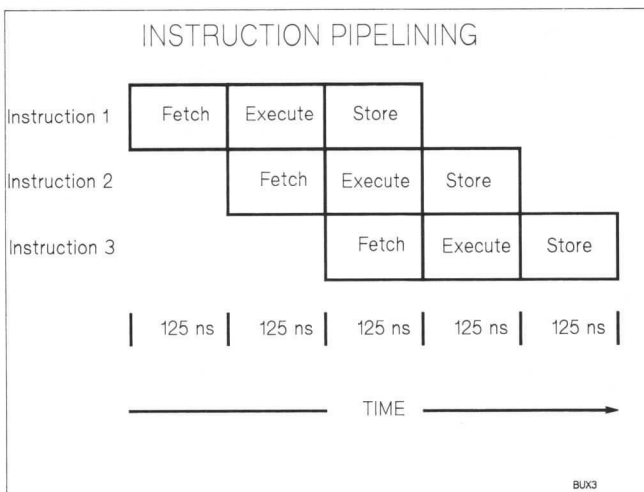 INSTRUCTION PIPELINING
Instruction 1 Fetch Execute Store
Instruction 2 Fetch Execute Store
Instruction 3 Fetch Execute Store
125 ns 125 ns 125 ns 125 ns 125 ns
TIME
BUX3